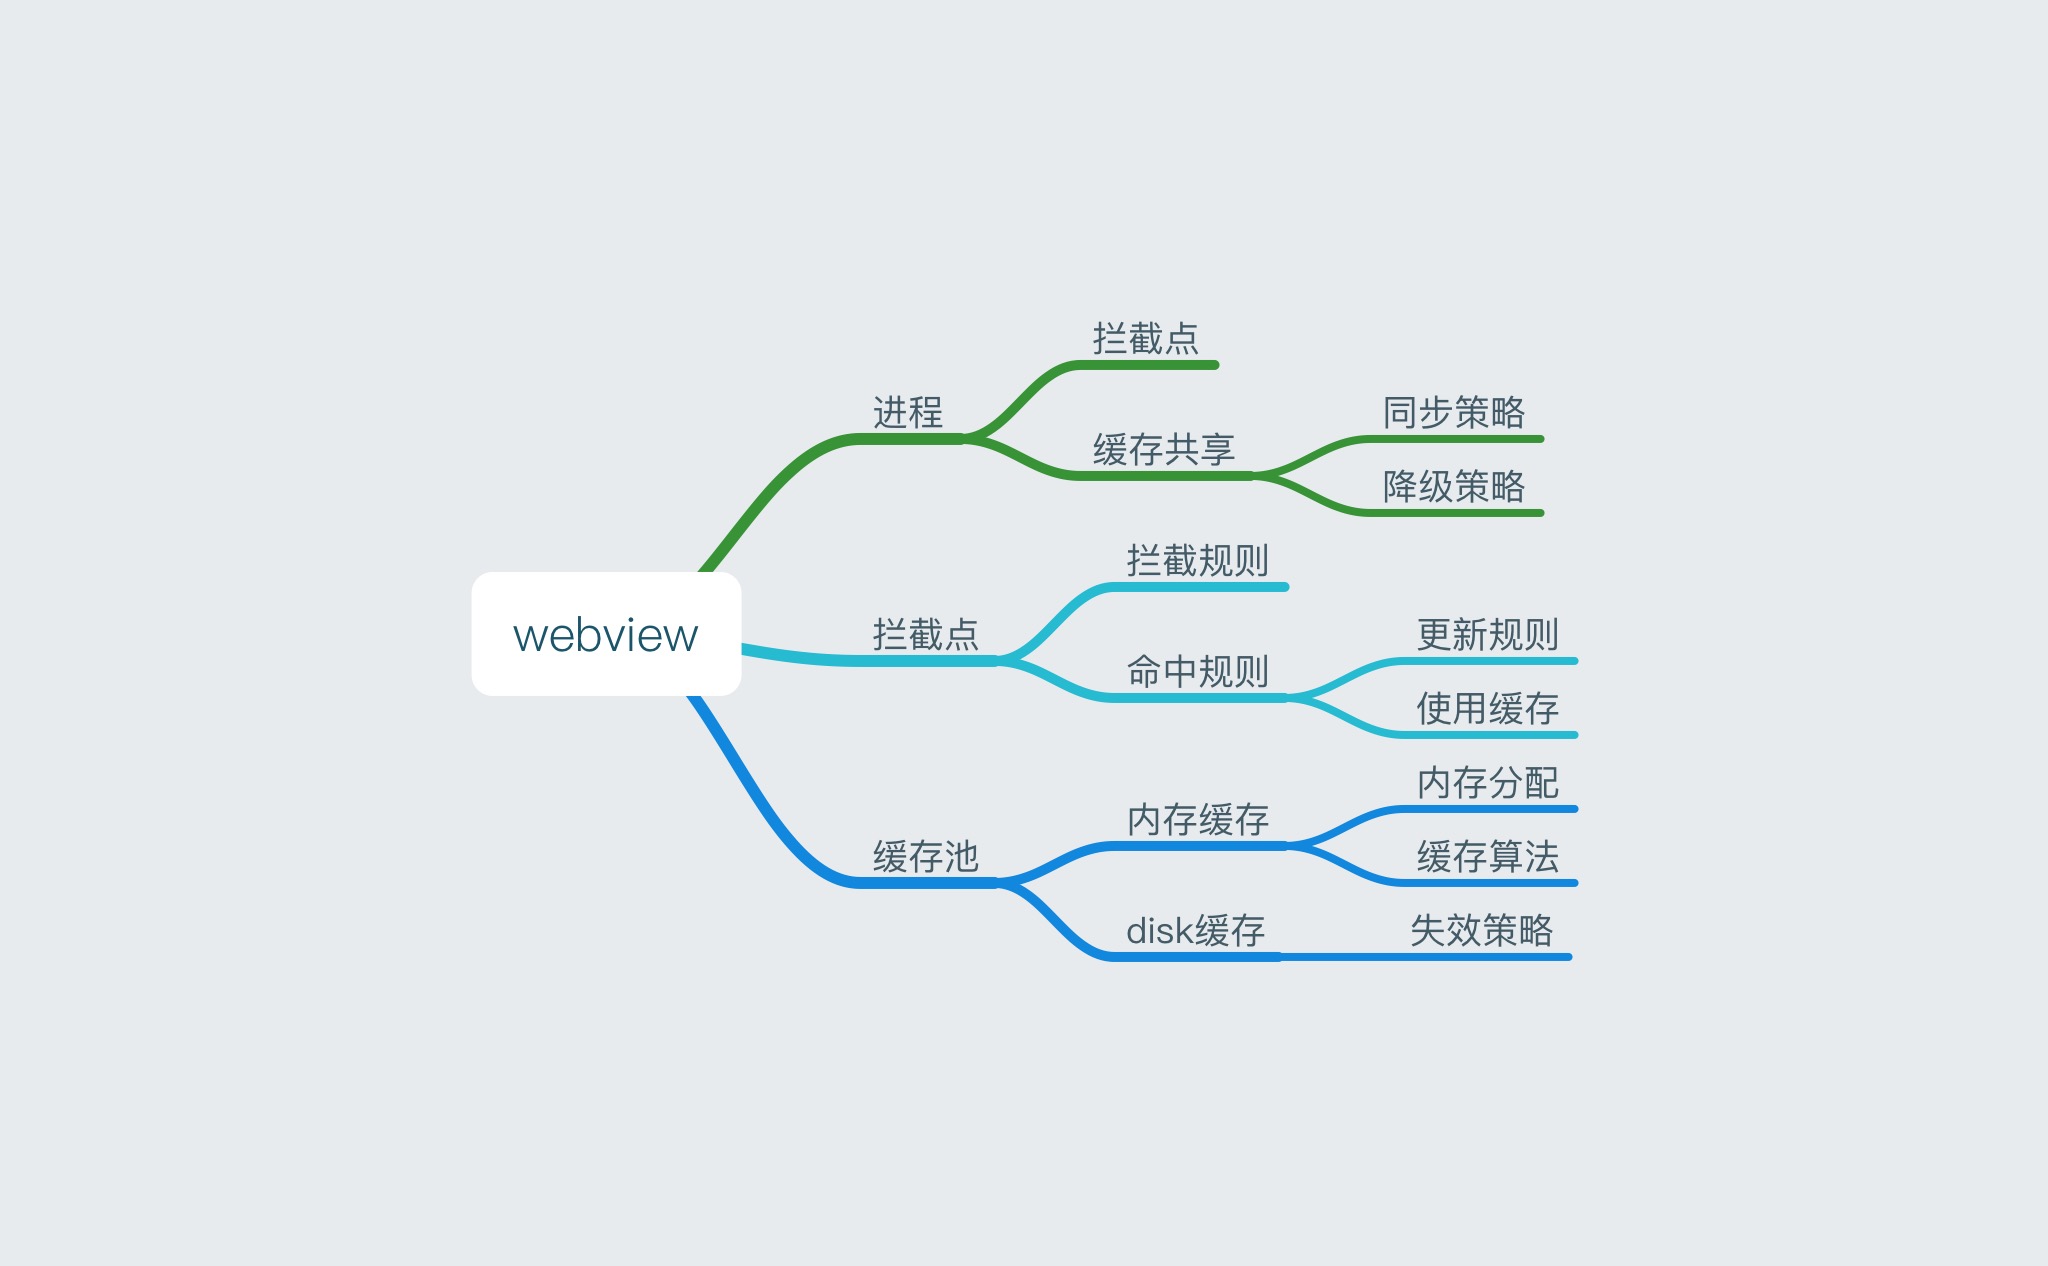 webview
进程
拦截点
缓存共享
同步策略
降级策略
拦截点
拦截规则
命中规则
更新规则
使用缓存
缓存池
内存缓存
内存分配
缓存算法
disk缓存
失效策略